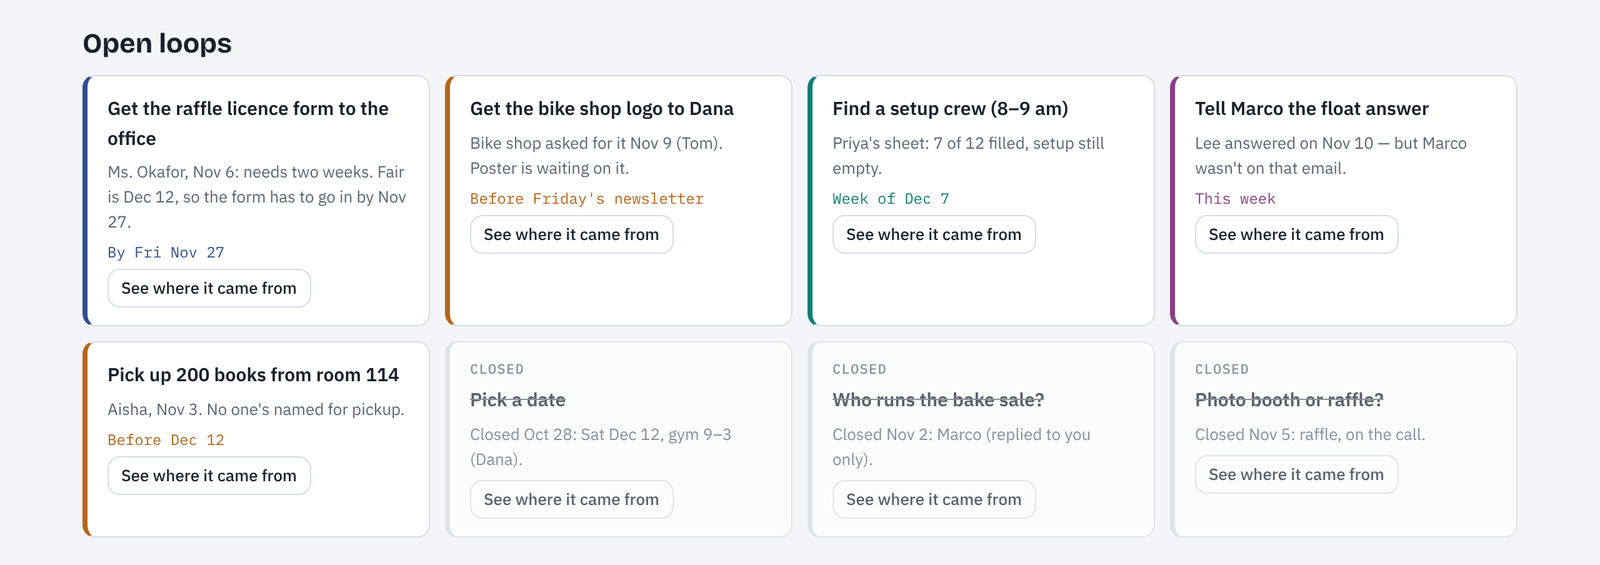 Open loops
Get the raffle licence form to the
office
Ms. Okafor, Nov 6: needs two weeks. Fair
is Dec 12, so the form has to go in by Nov
27.
By Fri Nov 27
See where it came from
Get the bike shop logo to Dana
Bike shop asked for it Nov 9 (Tom).
Poster is waiting on it.
Before Friday's newsletter
See where it came from
Find a setup crew (8–9 am)
Priya's sheet: 7 of 12 filled, setup still
empty.
Week of Dec 7
See where it came from
Tell Marco the float answer
Lee answered on Nov 10 — but Marco
wasn't on that email.
This week
See where it came from
Pick up 200 books from room 114
Aisha, Nov 3. No one's named for pickup.
Before Dec 12
See where it came from
CLOSED
Pick a date
Closed Oct 28: Sat Dec 12, gym 9–3
(Dana).
See where it came from
CLOSED
Who runs the bake sale?
Closed Nov 2: Marco (replied to you
only).
See where it came from
CLOSED
Photo booth or raffle?
Closed Nov 5: raffle, on the call.
See where it came from